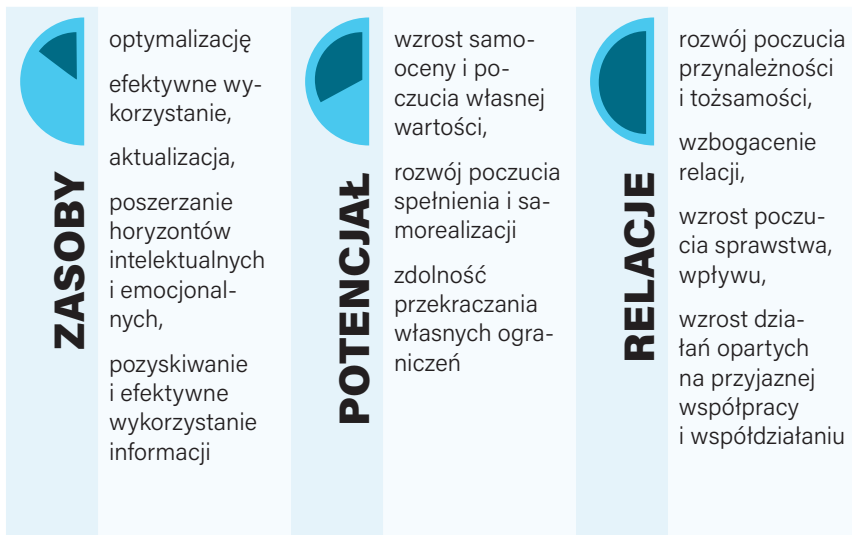 ZASOBY
optymalizację
efektywne wy-
korzystanie,
aktualizacja,
poszerzanie
horyzontów
intelektualnych
i emocjonal-
nych,
pozyskiwanie
i efektywne
wykorzystanie
informacji
POTENCJAŁ
wzrost samo-
oceny i po-
czucia własnej
wartości,
rozwój poczucia
spełnienia i sa-
morealizacji
zdolność
przekraczania
własnych ogra-
niczeń
RELACJE
rozwój poczucia
przynależności
i tożsamości,
wzbogacenie
relacji,
wzrost poczu-
cia sprawstwa,
wpływu,
wzrost dzia-
łań opartych
na przyjaznej
współpracy
i współdziałaniu